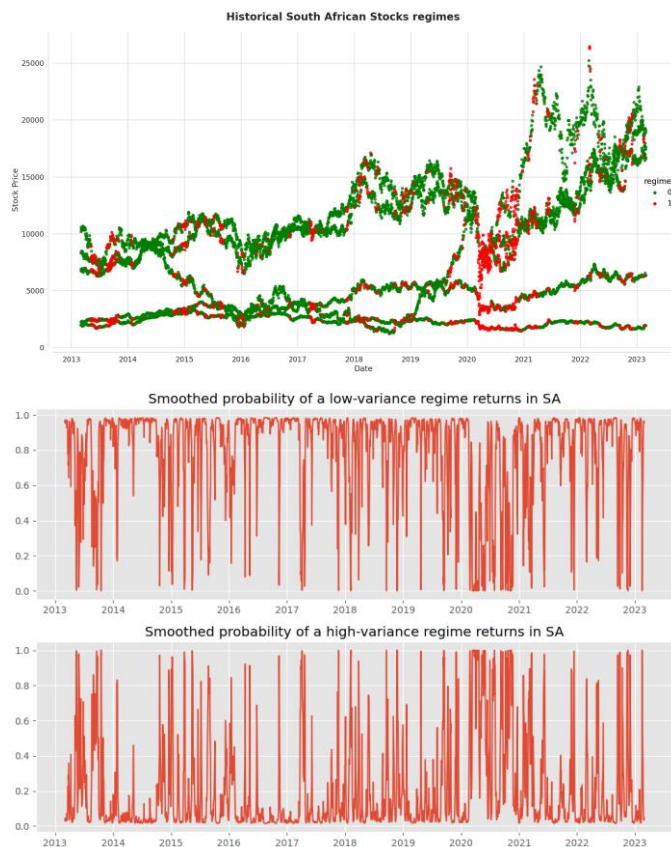 Historical South African Stocks regimes
25000
20000
15000
10000
5000
0
Stock Price
regime
0
1
2013 2014 2015 2016 2017 2018 2019 2020 2021 2022 2023
Date
Smoothed probability of a low-variance regime returns in SA
1.0
0.8
0.6
0.4
0.2
0.0
2013 2014 2015 2016 2017 2018 2019 2020 2021 2022 2023
Smoothed probability of a high-variance regime returns in SA
1.0
0.8
0.6
0.4
0.2
0.0
2013 2014 2015 2016 2017 2018 2019 2020 2021 2022 2023